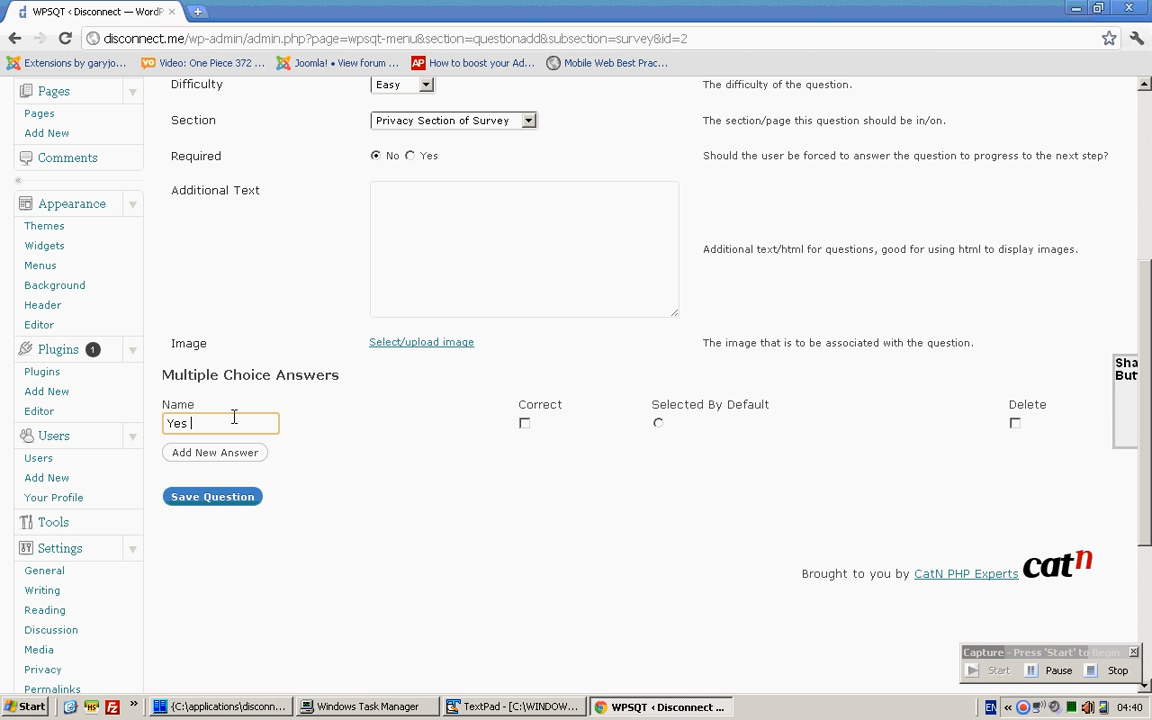 WPSQT ‹ Disconnect — WordP
disconnect.me/wp-admin/admin.php?page=wpsqt-menu&section=questionadd&subsection=survey&id=2
Extensions by garyjo...
Video: One Piece 372 ...
Joomla! • View forum ...
AP How to boost your Ad...
Mobile Web Best Prac...
Pages
Pages
Add New
Comments
Appearance
Themes
Widgets
Menus
Background
Header
Editor
Plugins 1
Plugins
Add New
Editor
Users
Users
Add New
Your Profile
Tools
Settings
General
Writing
Reading
Discussion
Media
Privacy
Permalinks
Difficulty
Easy
The difficulty of the question.
Section
Privacy Section of Survey
The section/page this question should be in/on.
Required
No Yes
Should the user be forced to answer the question to progress to the next step?
Additional Text
Additional text/html for questions, good for using html to display images.
Image
Select/upload image
The image that is to be associated with the question.
Multiple Choice Answers
Name Correct Selected By Default Delete
Yes
Add New Answer
Save Question
Brought to you by CatN PHP Experts catn
Sha
But
Capture - Press 'Start' to Begin
Start Pause Stop
Start
{C:\applications\disconn...
Windows Task Manager
TextPad - [C:\WINDOW...
WPSQT ‹ Disconnect ...
EN
04:40